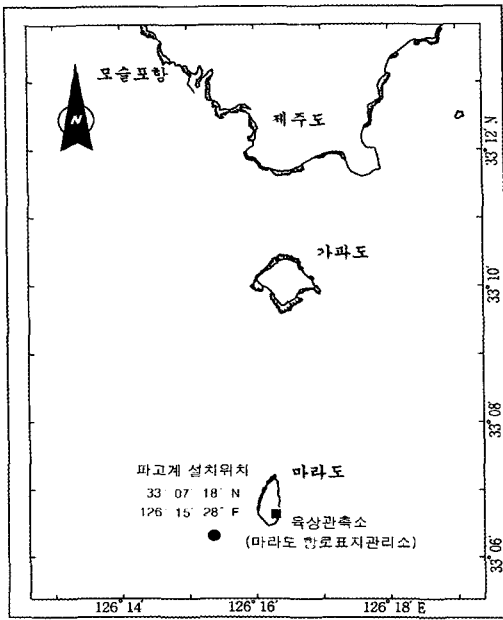 모슬포항
N
제주도
33° 12′ N
가파도
33° 10′
33° 08′
파고계 설치위치
마라도
33° 07′ 18″ N
126° 15′ 28″ E
육상관측소
(마라도 항로표지관리소)
33° 06′
126° 14′
126° 16′
126° 18′ E